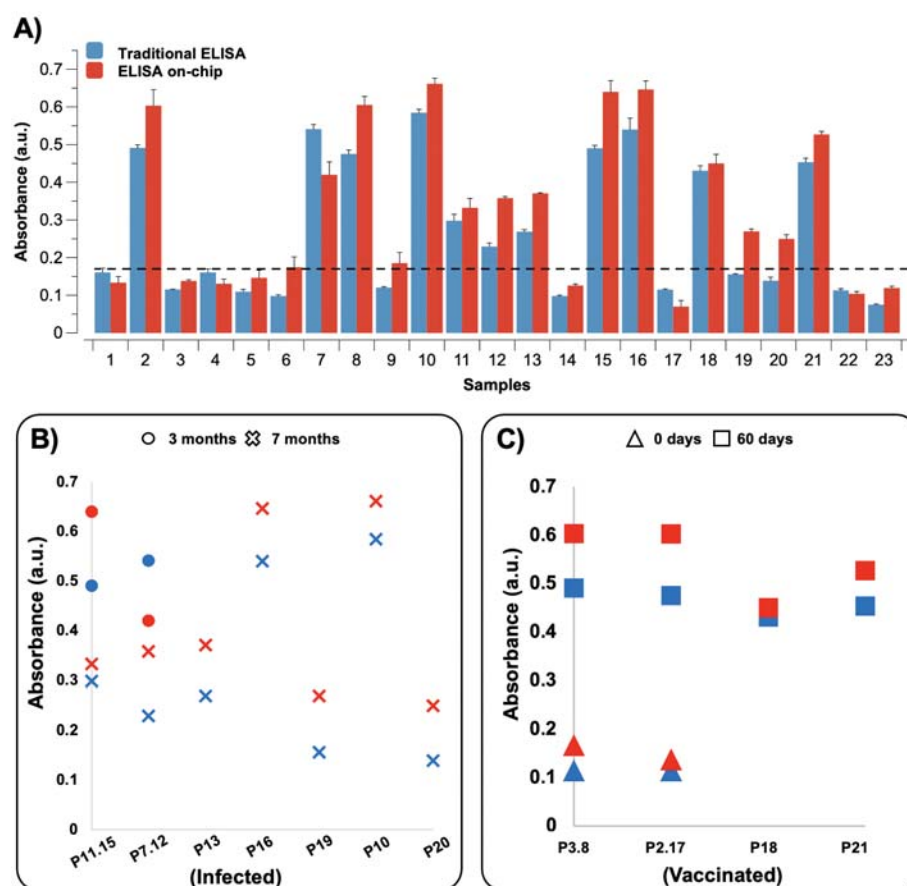 A)
Traditional ELISA
ELISA on-chip
Absorbance (a.u.)
0.7
0.6
0.5
0.4
0.3
0.2
0.1
0
1 2 3 4 5 6 7 8 9 10 11 12 13 14 15 16 17 18 19 20 21 22 23
Samples
B)
3 months 7 months
Absorbance (a.u.)
0.7
0.6
0.5
0.4
0.3
0.2
0.1
0
P11.15 P7.12 P13 P16 P19 P10 P20
(Infected)
C)
0 days 60 days
Absorbance (a.u.)
0.7
0.6
0.5
0.4
0.3
0.2
0.1
0
P3.8 P2.17 P18 P21
(Vaccinated)